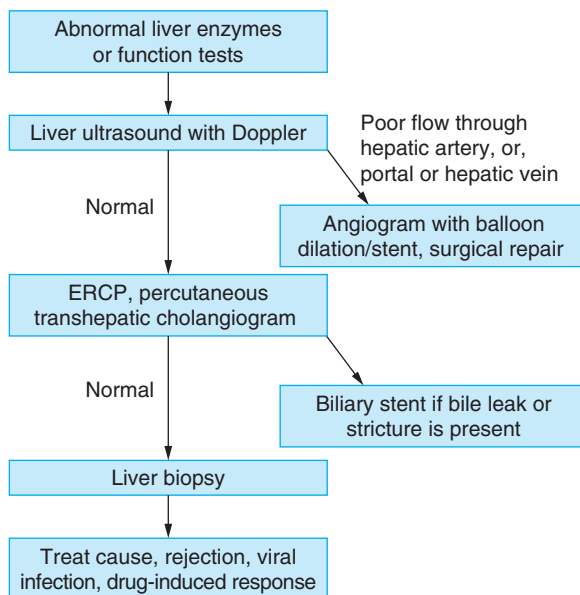 Abnormal liver enzymes
or function tests
Liver ultrasound with Doppler
Poor flow through
hepatic artery, or,
portal or hepatic vein
Normal
Angiogram with balloon
dilation/stent, surgical repair
ERCP, percutaneous
transhepatic cholangiogram
Normal
Biliary stent if bile leak or
stricture is present
Liver biopsy
Treat cause, rejection, viral
infection, drug-induced response